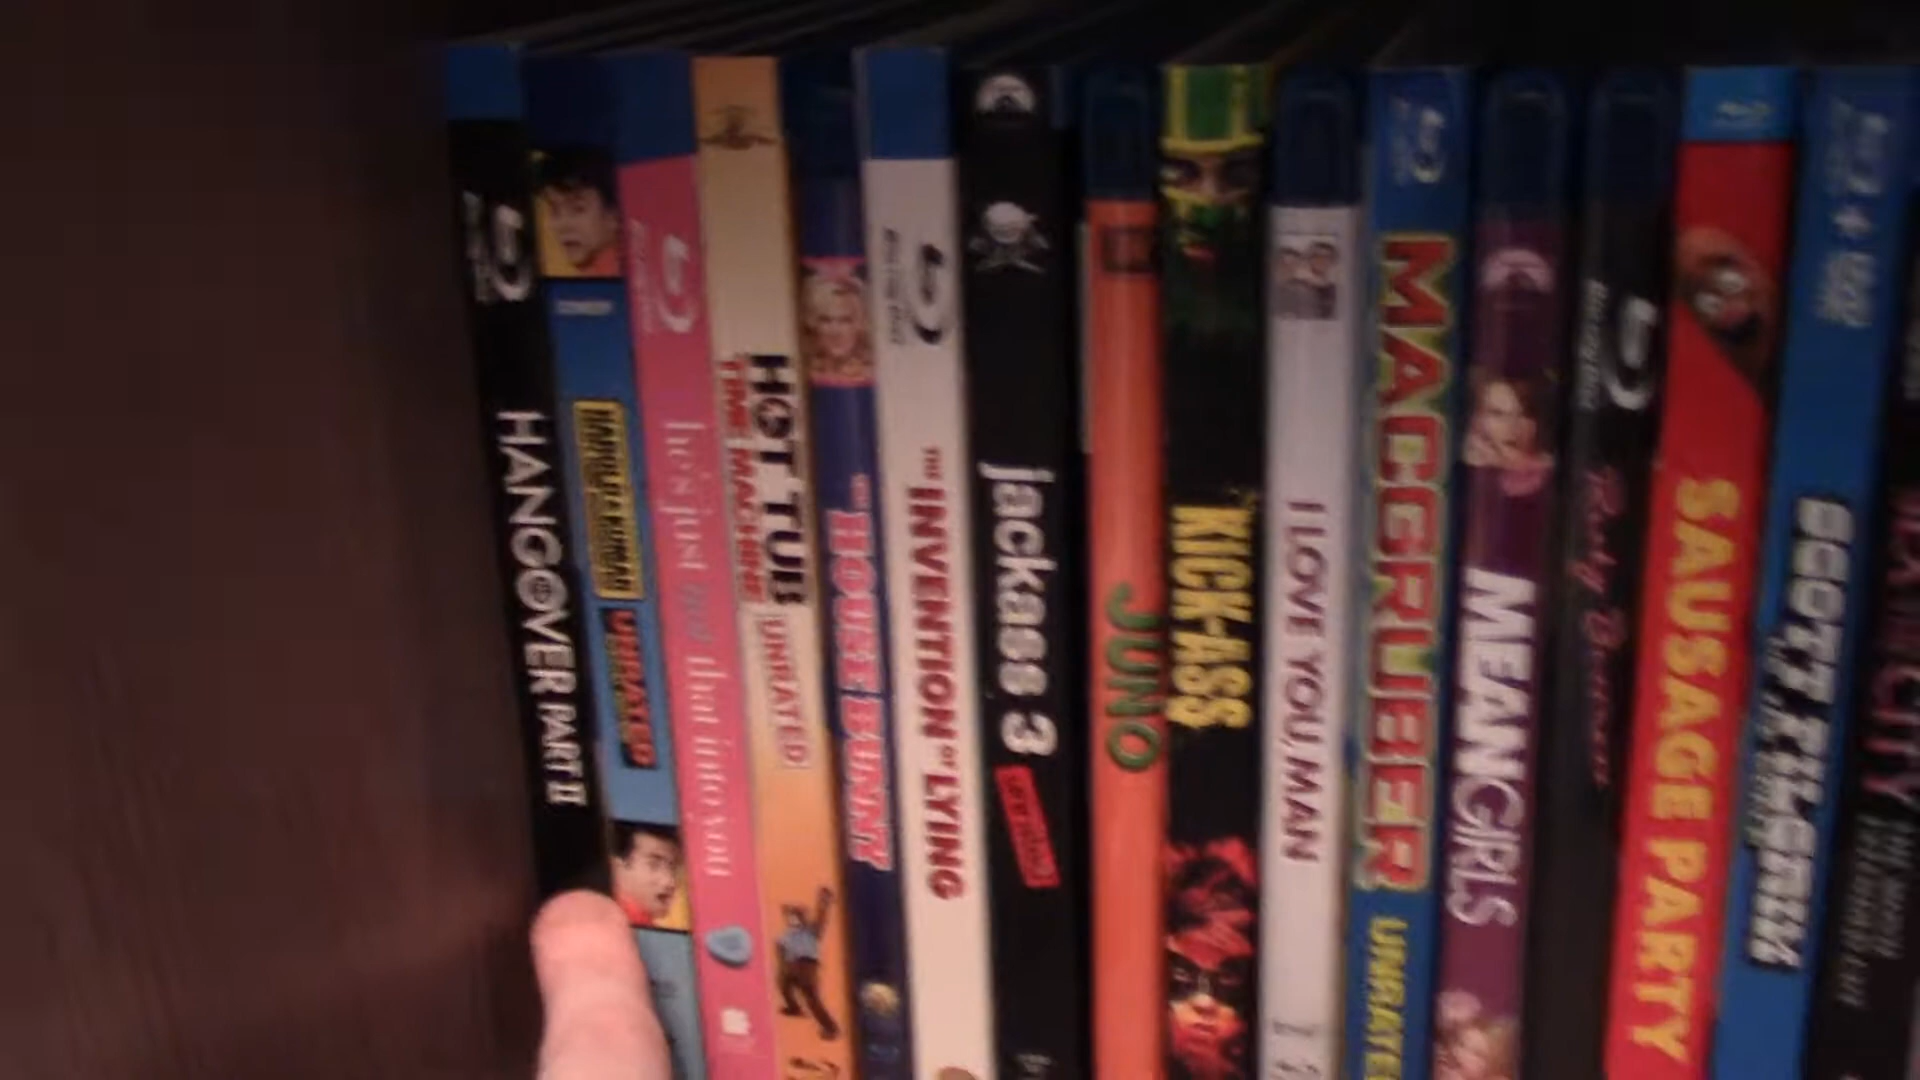 HANGOVER PART II
UNRATED
he's just not that into you
HOT TUB
TIME MACHINE
UNRATED
THE HOUSE BUNNY
THE INVENTION OF LYING
jackass 3
JUNO
KICK-ASS
I LOVE YOU, MAN
MACGRUBER
UNRATED
MEAN GIRLS
SAUSAGE PARTY
SCOTT PILGRIM